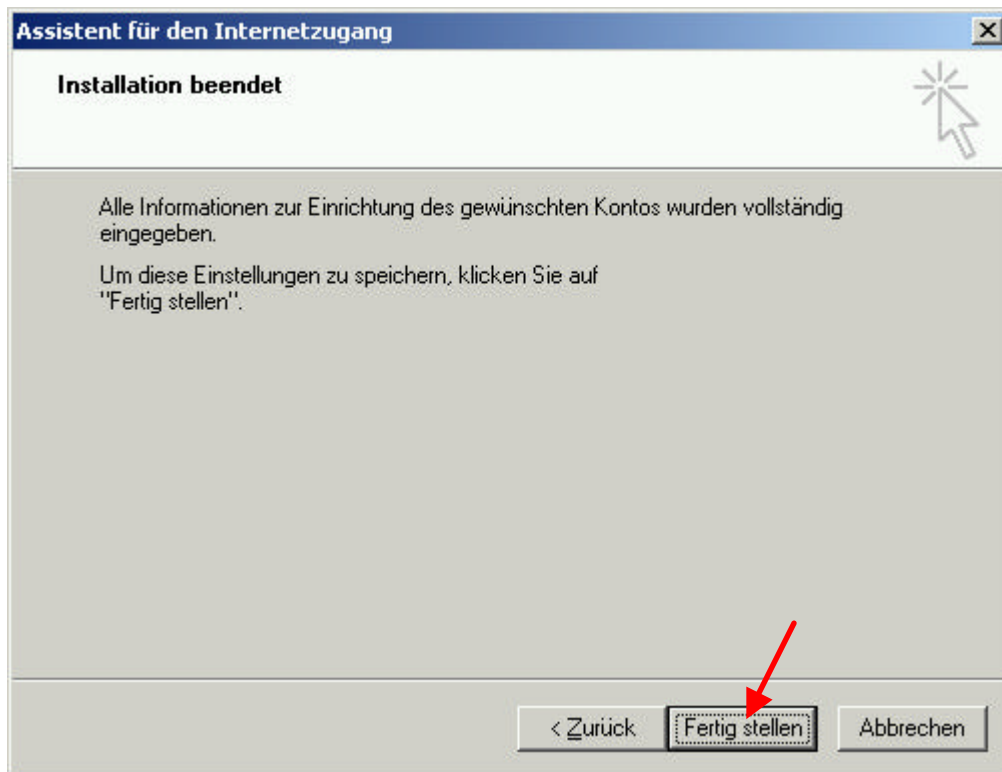 Assistent für den Internetzugang
Installation beendet
Alle Informationen zur Einrichtung des gewünschten Kontos wurden vollständig
eingegeben.
Um diese Einstellungen zu speichern, klicken Sie auf
"Fertig stellen".
< Zurück Fertig stellen Abbrechen